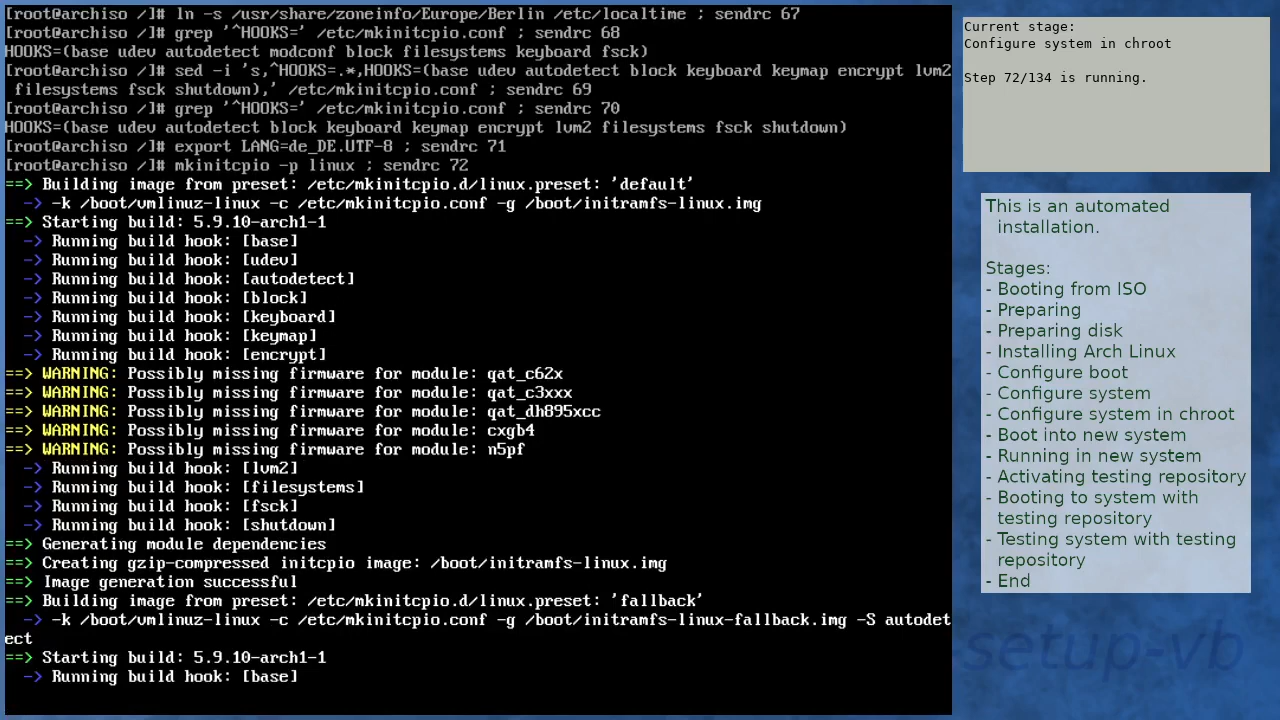 [root@archiso /]# ln -s /usr/share/zoneinfo/Europe/Berlin /etc/localtime ; sendrc 67
[root@archiso /]# grep '^HOOKS=' /etc/mkinitcpio.conf ; sendrc 68
HOOKS=(base udev autodetect modconf block filesystems keyboard fsck)
[root@archiso /]# sed -i 's,^HOOKS=.*,HOOKS=(base udev autodetect block keyboard keymap encrypt lvm2
 filesystems fsck shutdown),' /etc/mkinitcpio.conf ; sendrc 69
[root@archiso /]# grep '^HOOKS=' /etc/mkinitcpio.conf ; sendrc 70
HOOKS=(base udev autodetect block keyboard keymap encrypt lvm2 filesystems fsck shutdown)
[root@archiso /]# export LANG=de_DE.UTF-8 ; sendrc 71
[root@archiso /]# mkinitcpio -p linux ; sendrc 72
==> Building image from preset: /etc/mkinitcpio.d/linux.preset: 'default'
  -> -k /boot/vmlinuz-linux -c /etc/mkinitcpio.conf -g /boot/initramfs-linux.img
==> Starting build: 5.9.10-arch1-1
  -> Running build hook: [base]
  -> Running build hook: [udev]
  -> Running build hook: [autodetect]
  -> Running build hook: [block]
  -> Running build hook: [keyboard]
  -> Running build hook: [keymap]
  -> Running build hook: [encrypt]
==> WARNING: Possibly missing firmware for module: qat_c62x
==> WARNING: Possibly missing firmware for module: qat_c3xxx
==> WARNING: Possibly missing firmware for module: qat_dh895xcc
==> WARNING: Possibly missing firmware for module: cxgb4
==> WARNING: Possibly missing firmware for module: n5pf
  -> Running build hook: [lvm2]
  -> Running build hook: [filesystems]
  -> Running build hook: [fsck]
  -> Running build hook: [shutdown]
==> Generating module dependencies
==> Creating gzip-compressed initcpio image: /boot/initramfs-linux.img
==> Image generation successful
==> Building image from preset: /etc/mkinitcpio.d/linux.preset: 'fallback'
  -> -k /boot/vmlinuz-linux -c /etc/mkinitcpio.conf -g /boot/initramfs-linux-fallback.img -S autodet
ect
==> Starting build: 5.9.10-arch1-1
  -> Running build hook: [base]
Current stage:
Configure system in chroot
Step 72/134 is running.
This is an automated
installation.
Stages:
- Booting from ISO
- Preparing
- Preparing disk
- Installing Arch Linux
- Configure boot
- Configure system
- Configure system in chroot
- Boot into new system
- Running in new system
- Activating testing repository
- Booting to system with
testing repository
- Testing system with testing
repository
- End
setup-vb